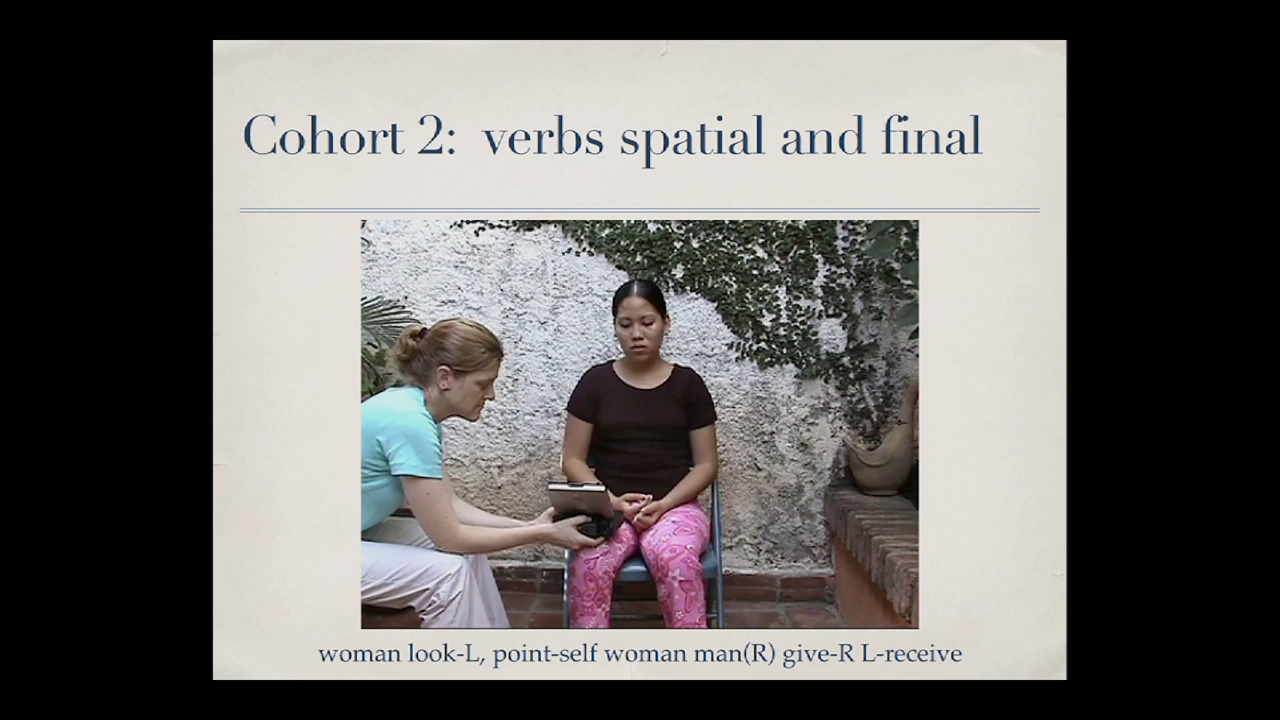 Cohort 2: verbs spatial and final
woman look-L, point-self woman man(R) give-R L-receive